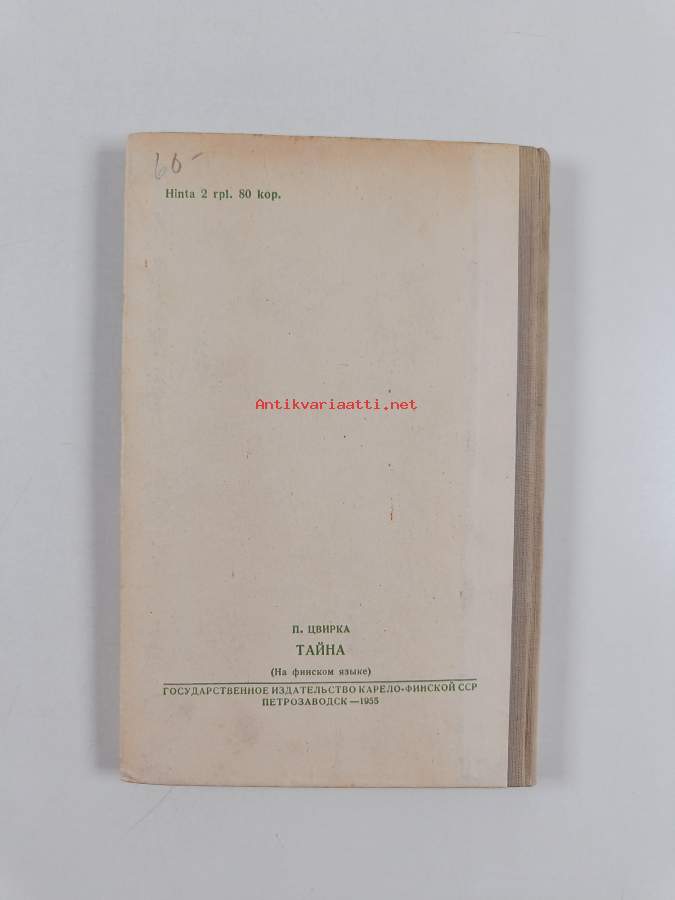 60-
Hinta 2 rpl. 80 kop.
Antikvariaatti.net
П. ЦВИРКА
ТАЙНА
(На финском языке)
ГОСУДАРСТВЕННОЕ ИЗДАТЕЛЬСТВО КАРЕЛО-ФИНСКОЙ ССР
ПЕТРОЗАВОДСК—1955